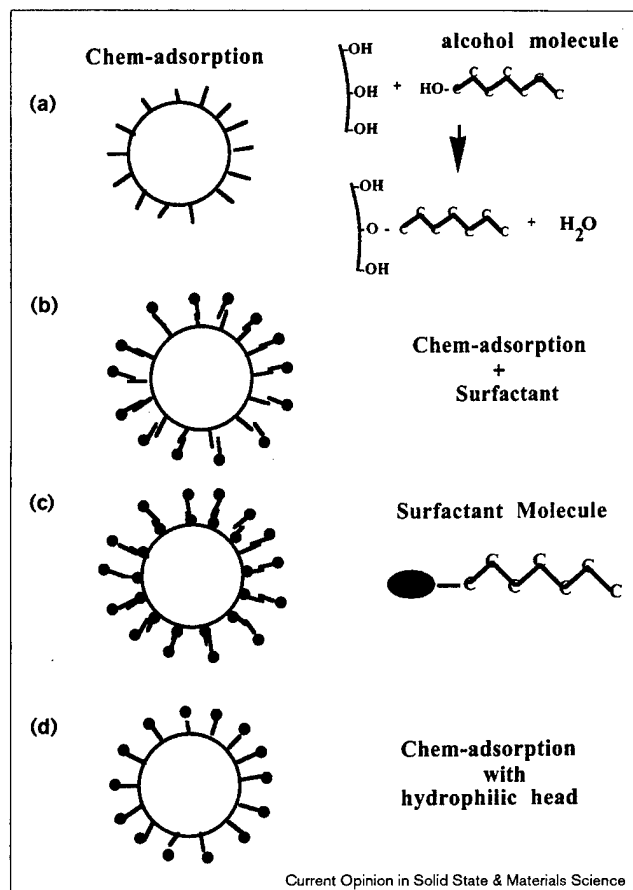 Chem-adsorption
alcohol molecule
(a)
-OH
-OH + HO-C C C C C C
-OH
-OH
-O- C C C C C C + H2O
-OH
(b)
Chem-adsorption
+
Surfactant
(c)
Surfactant Molecule
C C C C C C
(d)
Chem-adsorption
with
hydrophilic head
Current Opinion in Solid State & Materials Science